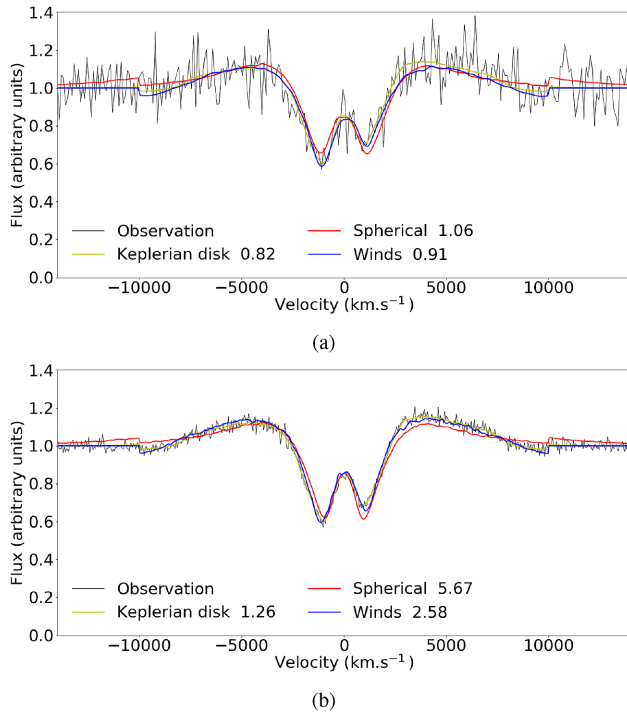 1.4
1.2
1.0
0.8
0.6
0.4
0.2
0.0
Flux (arbitrary units)
Observation
Keplerian disk 0.82
Spherical 1.06
Winds 0.91
−10000 −5000 0 5000 10000
Velocity (km.s⁻¹)
(a)
1.4
1.2
1.0
0.8
0.6
0.4
0.2
0.0
Flux (arbitrary units)
Observation
Keplerian disk 1.26
Spherical 5.67
Winds 2.58
−10000 −5000 0 5000 10000
Velocity (km.s⁻¹)
(b)